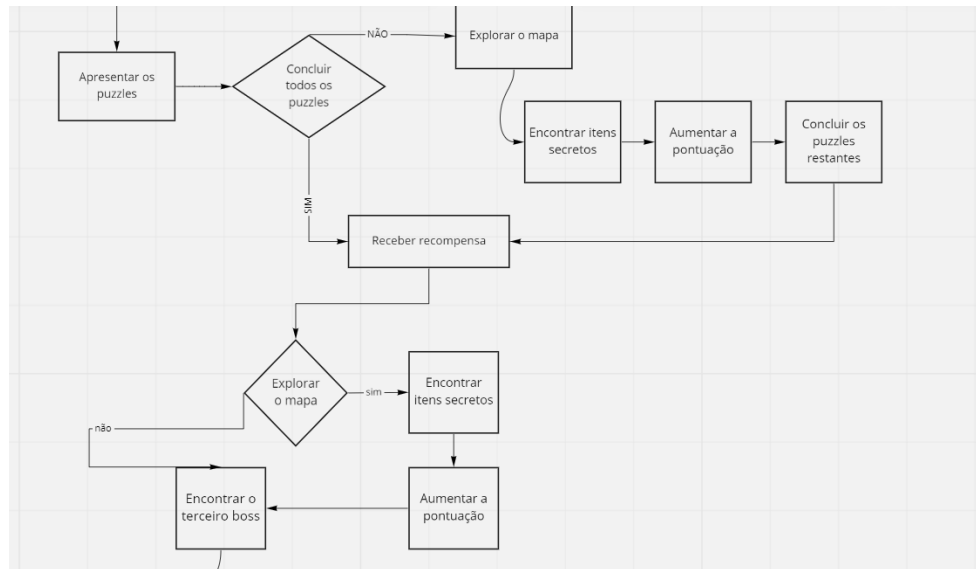 NÃO
Explorar o mapa
Apresentar os
puzzles
Concluir
todos os
puzzles
Encontrar itens
secretos
Aumentar a
pontuação
Concluir os
puzzles
restantes
SIM
Receber recompensa
Explorar
o mapa
sim
Encontrar
itens secretos
não
Encontrar o
terceiro boss
Aumentar a
pontuação